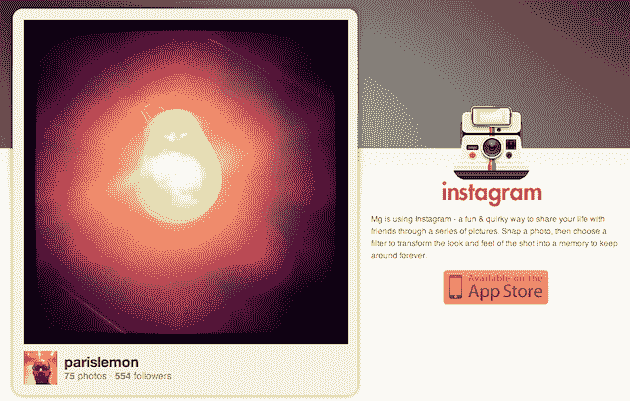 parislemon
75 photos · 554 followers
instagram
Mg is using Instagram - a fun & quirky way to share your life with
friends through a series of pictures. Snap a photo, then choose a
filter to transform the look and feel of the shot into a memory to keep
around forever.
Available on the
App Store